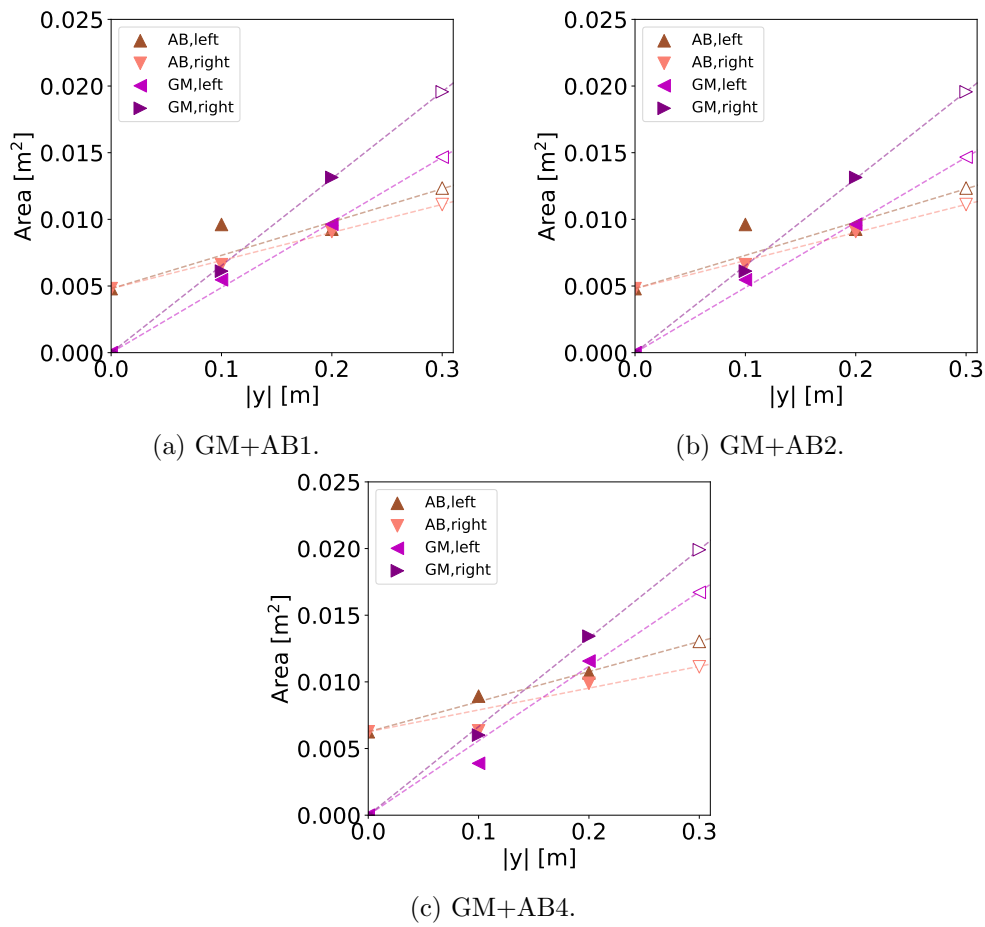 0.025
0.020
0.015
0.010
0.005
0.000
Area [m²]
AB,left
AB,right
GM,left
GM,right
0.0 0.1 0.2 0.3
|y| [m]
(a) GM+AB1.
0.025
0.020
0.015
0.010
0.005
0.000
Area [m²]
AB,left
AB,right
GM,left
GM,right
0.0 0.1 0.2 0.3
|y| [m]
(b) GM+AB2.
0.025
0.020
0.015
0.010
0.005
0.000
Area [m²]
AB,left
AB,right
GM,left
GM,right
0.0 0.1 0.2 0.3
|y| [m]
(c) GM+AB4.